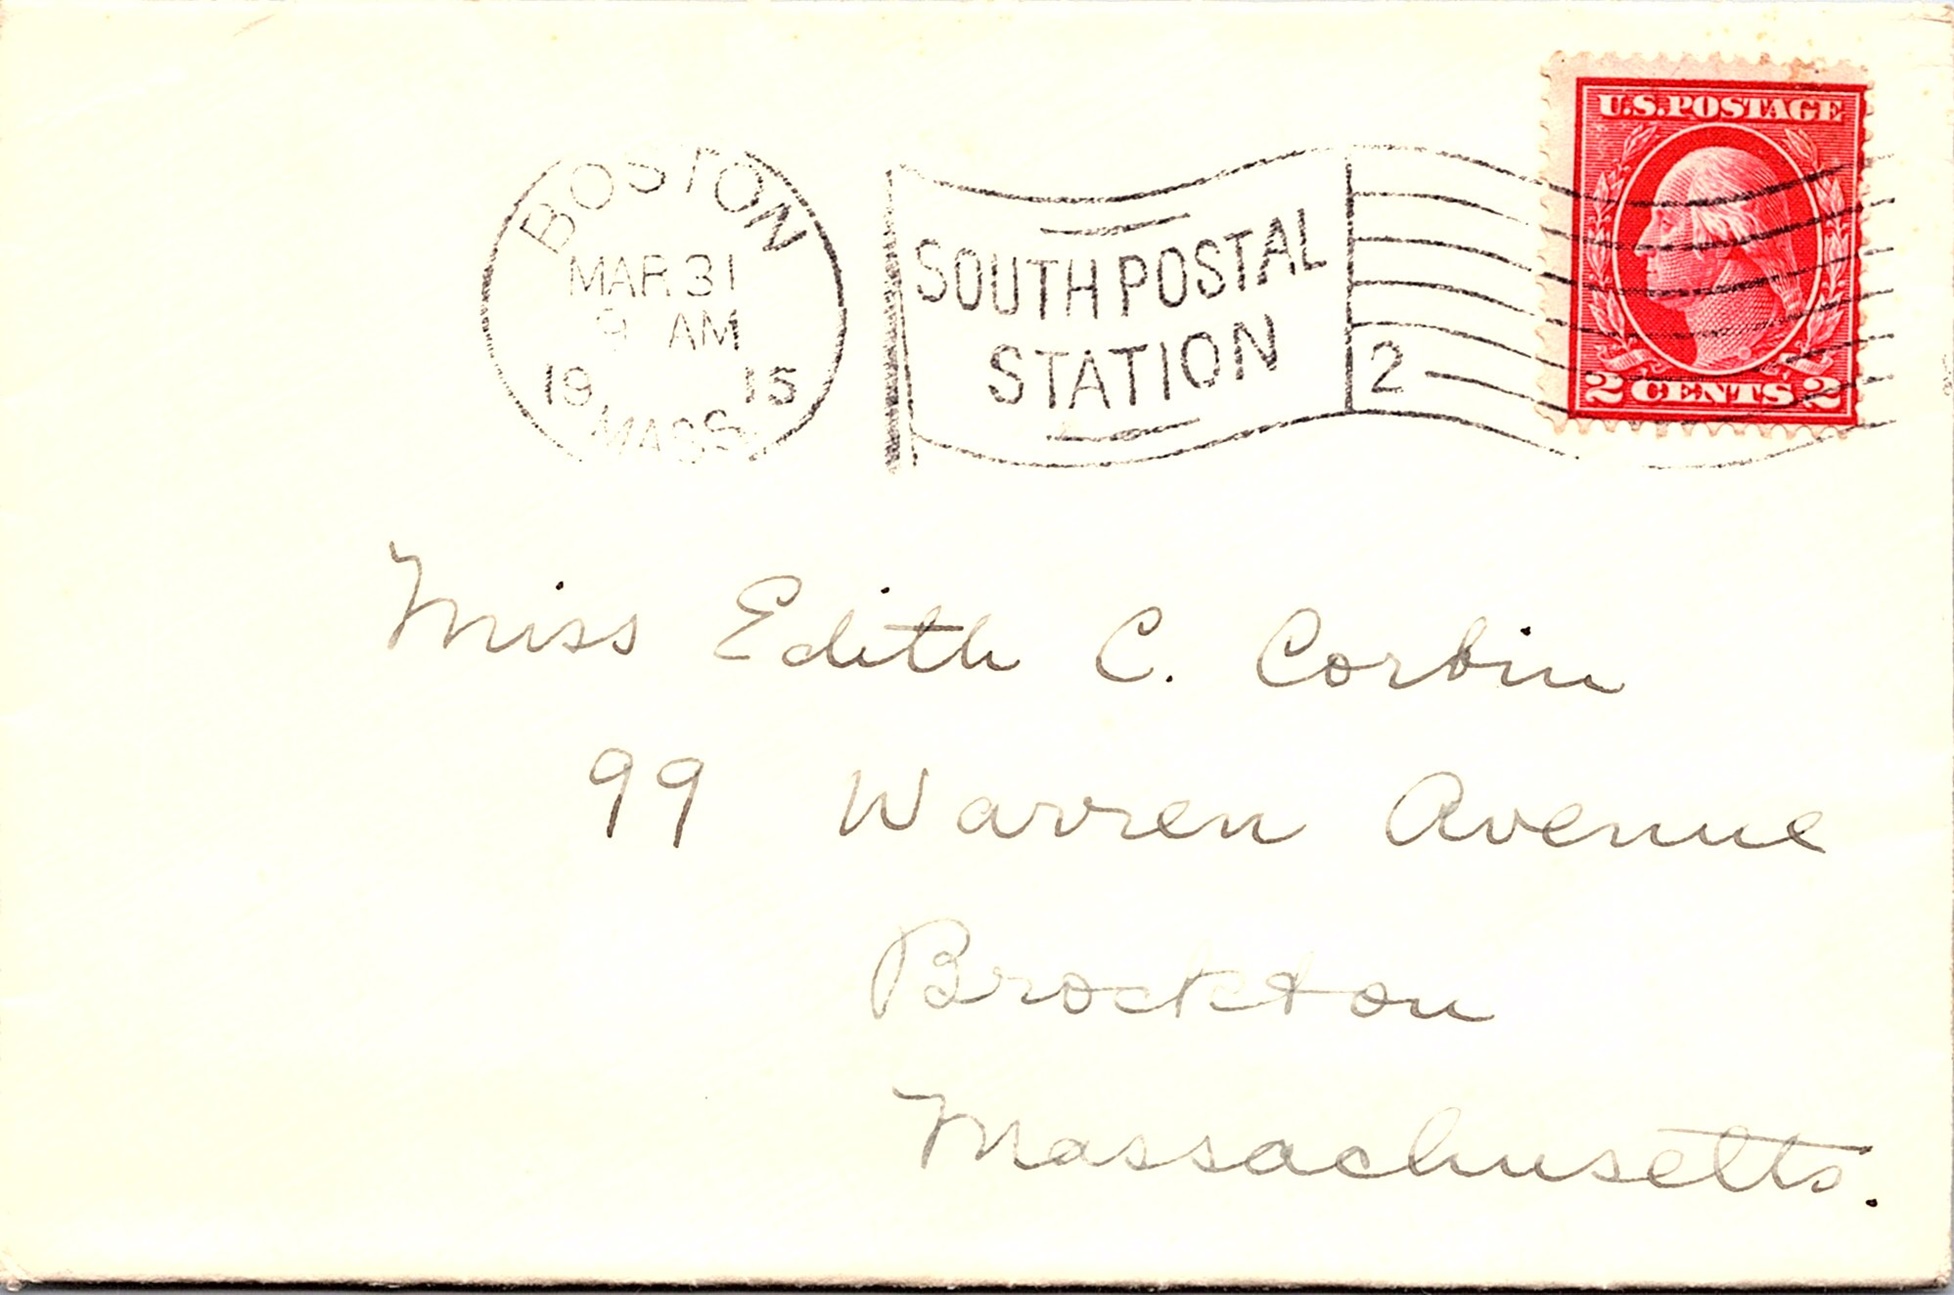 U.S.POSTAGE
2 CENTS 2
BOSTON
MAR 31
9 AM
19 15
MASS.
SOUTH POSTAL
STATION
2
Miss Edith C. Corbin
99 Warren Avenue
Brockton
Massachusetts.